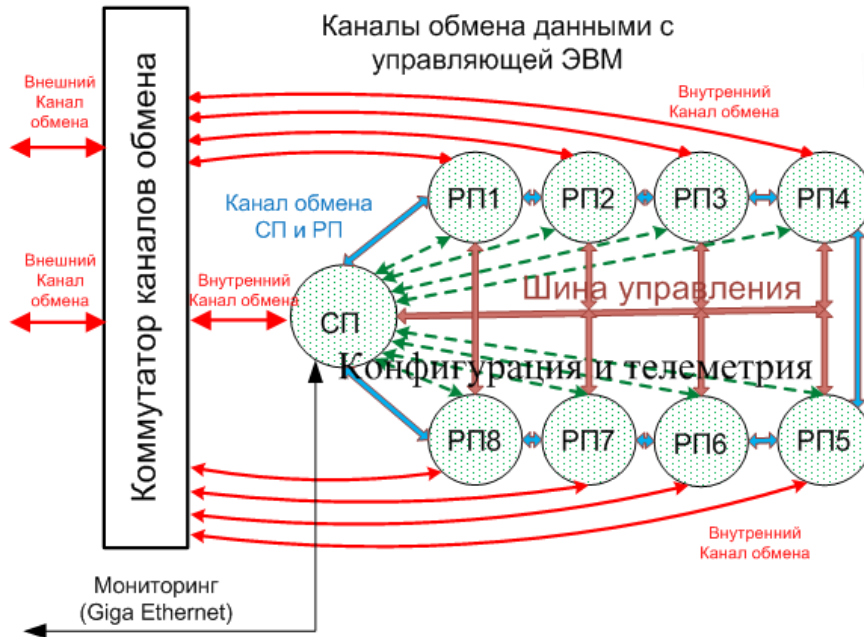 Каналы обмена данными с
управляющей ЭВМ
Внешний
Канал
обмена
Внутренний
Канал обмена
Коммутатор каналов обмена
РП1
РП2
РП3
РП4
Канал обмена
СП и РП
Внешний
Канал
обмена
Внутренний
Канал обмена
Шина управления
СП
Конфигурация и телеметрия
РП8
РП7
РП6
РП5
Внутренний
Канал обмена
Мониторинг
(Giga Ethernet)